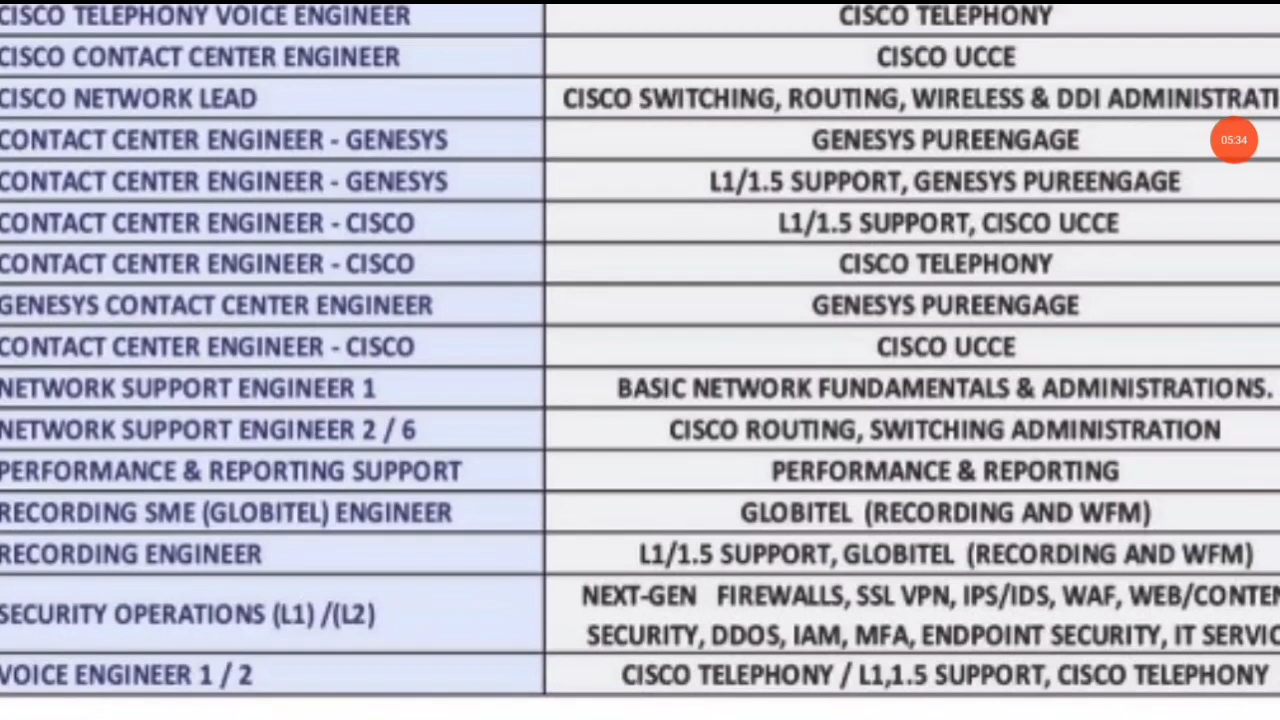 CISCO TELEPHONY VOICE ENGINEER CISCO TELEPHONY
CISCO CONTACT CENTER ENGINEER CISCO UCCE
CISCO NETWORK LEAD CISCO SWITCHING, ROUTING, WIRELESS & DDI ADMINISTRATI
CONTACT CENTER ENGINEER - GENESYS GENESYS PUREENGAGE
05:34
CONTACT CENTER ENGINEER - GENESYS L1/1.5 SUPPORT, GENESYS PUREENGAGE
CONTACT CENTER ENGINEER - CISCO L1/1.5 SUPPORT, CISCO UCCE
CONTACT CENTER ENGINEER - CISCO CISCO TELEPHONY
GENESYS CONTACT CENTER ENGINEER GENESYS PUREENGAGE
CONTACT CENTER ENGINEER - CISCO CISCO UCCE
NETWORK SUPPORT ENGINEER 1 BASIC NETWORK FUNDAMENTALS & ADMINISTRATIONS.
NETWORK SUPPORT ENGINEER 2 / 6 CISCO ROUTING, SWITCHING ADMINISTRATION
PERFORMANCE & REPORTING SUPPORT PERFORMANCE & REPORTING
RECORDING SME (GLOBITEL) ENGINEER GLOBITEL (RECORDING AND WFM)
RECORDING ENGINEER L1/1.5 SUPPORT, GLOBITEL (RECORDING AND WFM)
SECURITY OPERATIONS (L1) /(L2) NEXT-GEN FIREWALLS, SSL VPN, IPS/IDS, WAF, WEB/CONTEN
SECURITY, DDOS, IAM, MFA, ENDPOINT SECURITY, IT SERVIC
VOICE ENGINEER 1 / 2 CISCO TELEPHONY / L1,1.5 SUPPORT, CISCO TELEPHONY